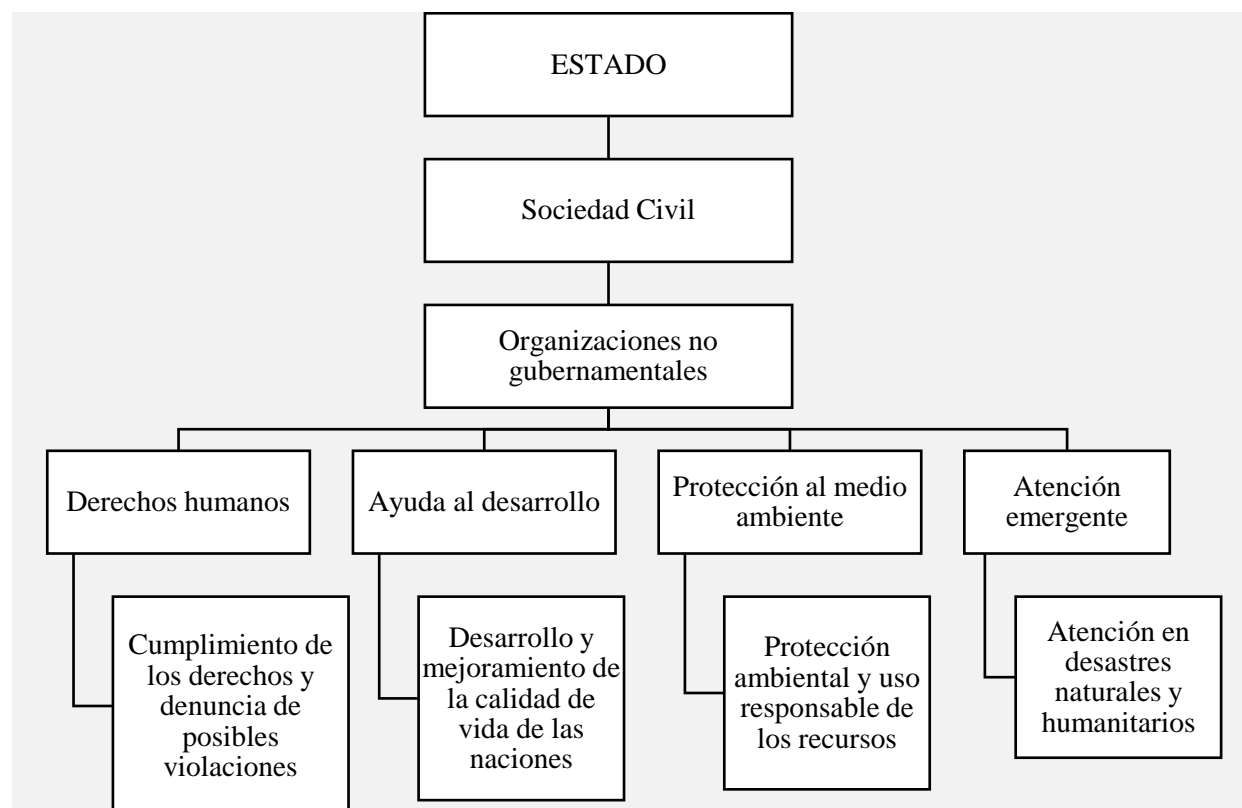 ESTADO
Sociedad Civil
Organizaciones no
gubernamentales
Derechos humanos
Ayuda al desarrollo
Protección al medio
ambiente
Atención
emergente
Cumplimiento de
los derechos y
denuncia de
posibles
violaciones
Desarrollo y
mejoramiento de
la calidad de
vida de las
naciones
Protección
ambiental y uso
responsable de
los recursos
Atención en
desastres
naturales y
humanitarios